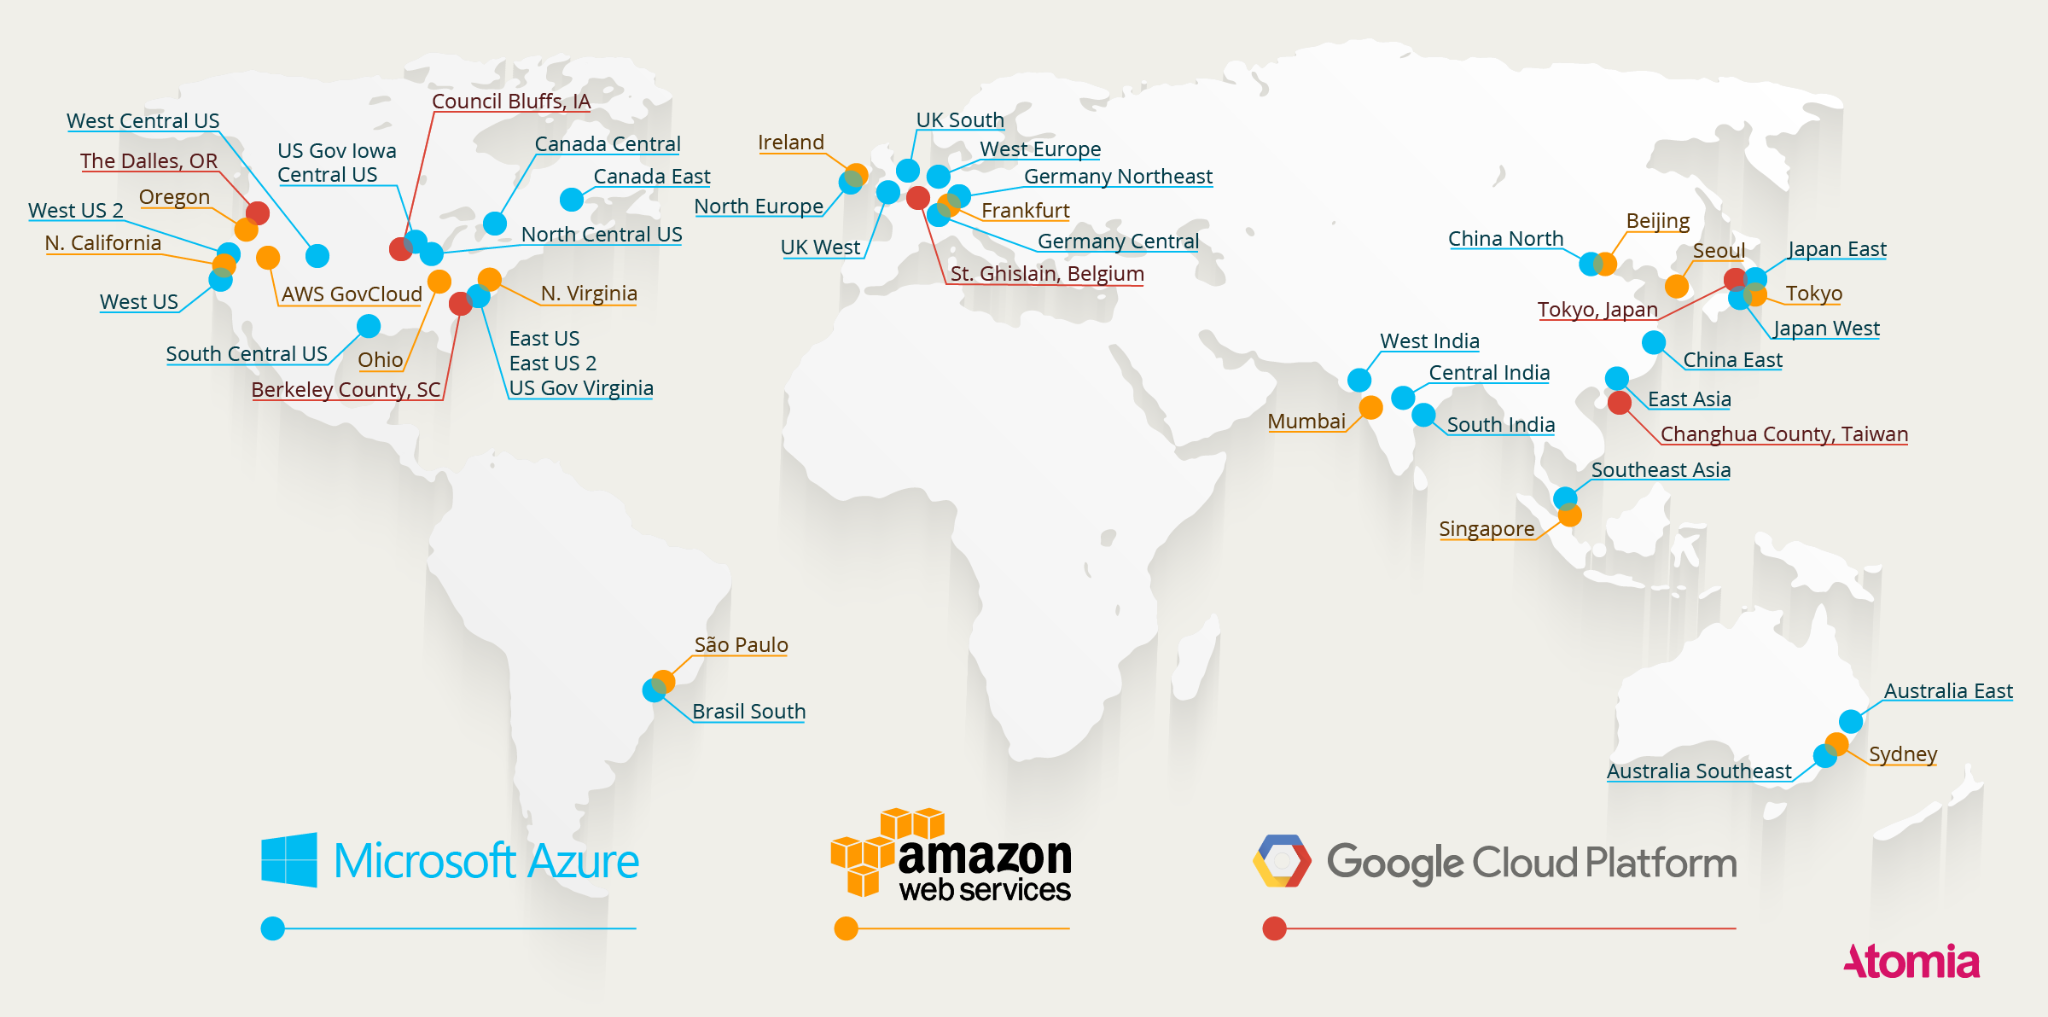 Council Bluffs, IA
West Central US
The Dalles, OR
Oregon
West US 2
N. California
West US
US Gov Iowa
Central US
Canada Central
Canada East
North Central US
AWS GovCloud
N. Virginia
South Central US
Ohio
Berkeley County, SC
East US
East US 2
US Gov Virginia
São Paulo
Brasil South
Ireland
UK South
West Europe
Germany Northeast
North Europe
Frankfurt
UK West
Germany Central
St. Ghislain, Belgium
China North
Beijing
Seoul
Japan East
Tokyo
Tokyo, Japan
Japan West
West India
China East
Central India
East Asia
Mumbai
South India
Changhua County, Taiwan
Southeast Asia
Singapore
Australia East
Sydney
Australia Southeast
Microsoft Azure
amazon
web services
Google Cloud Platform
Atomia